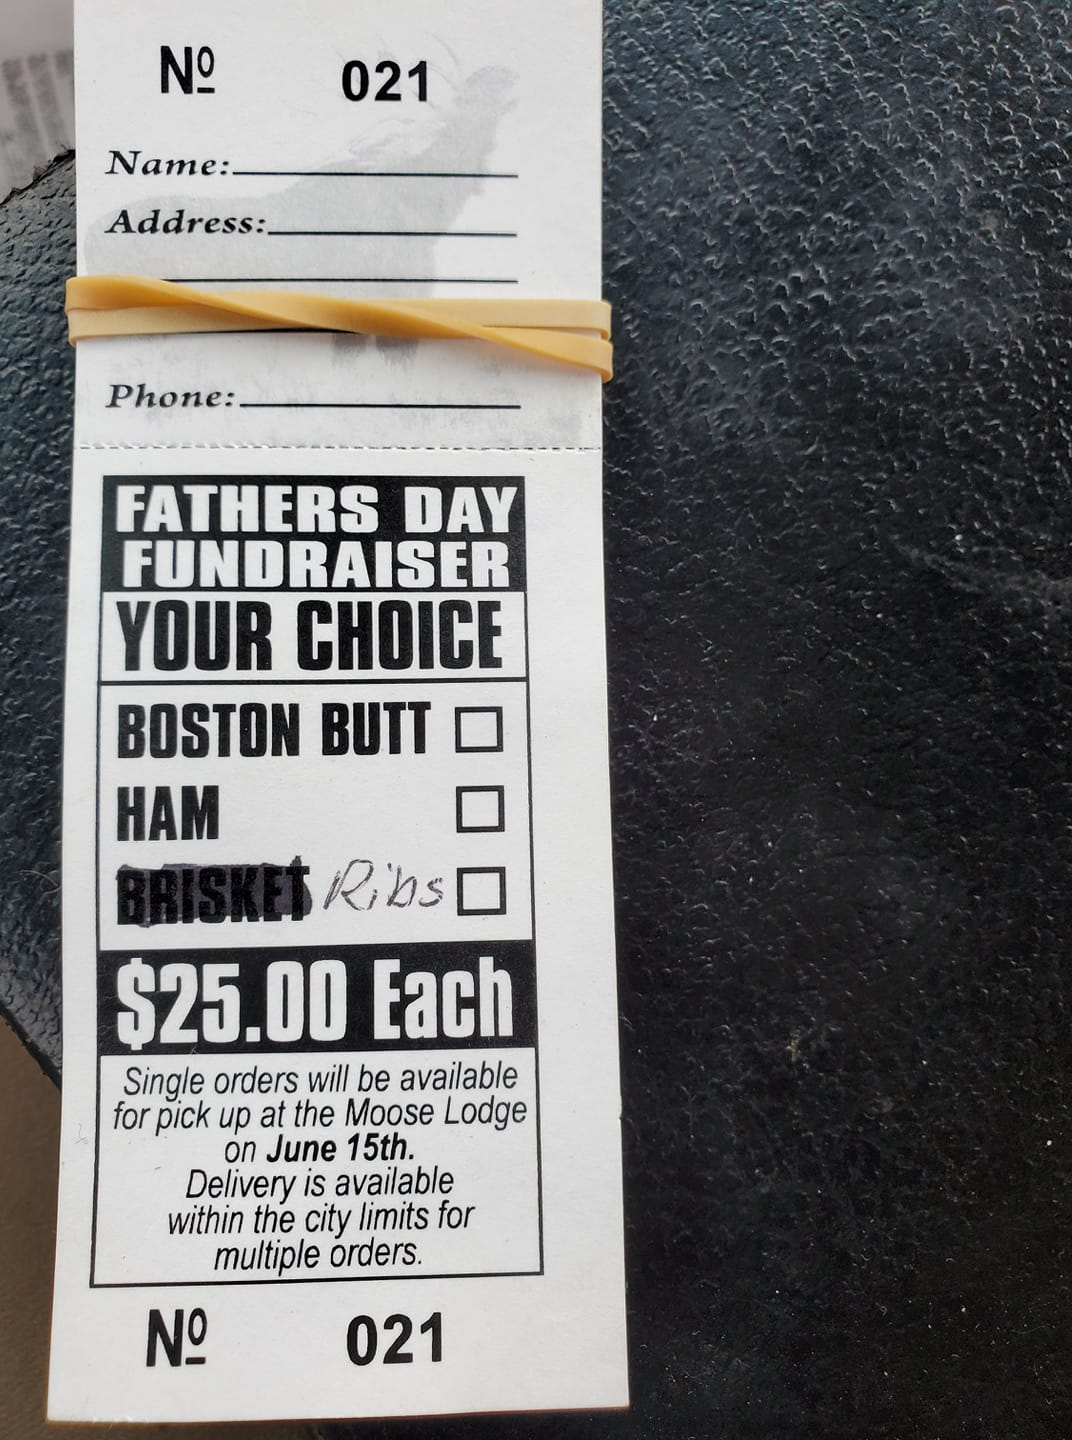 Nº 021
Name:
Address:
Phone:
FATHERS DAY
FUNDRAISER
YOUR CHOICE
BOSTON BUTT
HAM
BRISKET Ribs
$25.00 Each
Single orders will be available
for pick up at the Moose Lodge
on June 15th.
Delivery is available
within the city limits for
multiple orders.
Nº 021